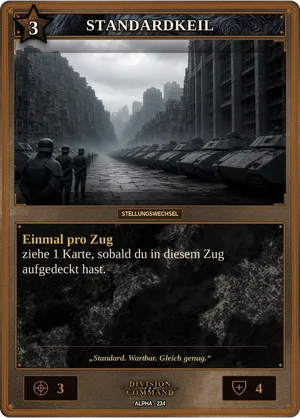 3
STANDARDKEIL
STELLUNGSWECHSEL
Einmal pro Zug
ziehe 1 Karte, sobald du in diesem Zug
aufgedeckt hast.
„Standard. Wartbar. Gleich genug.“
3
DIVISION
COMMAND
4
ALPHA · 234